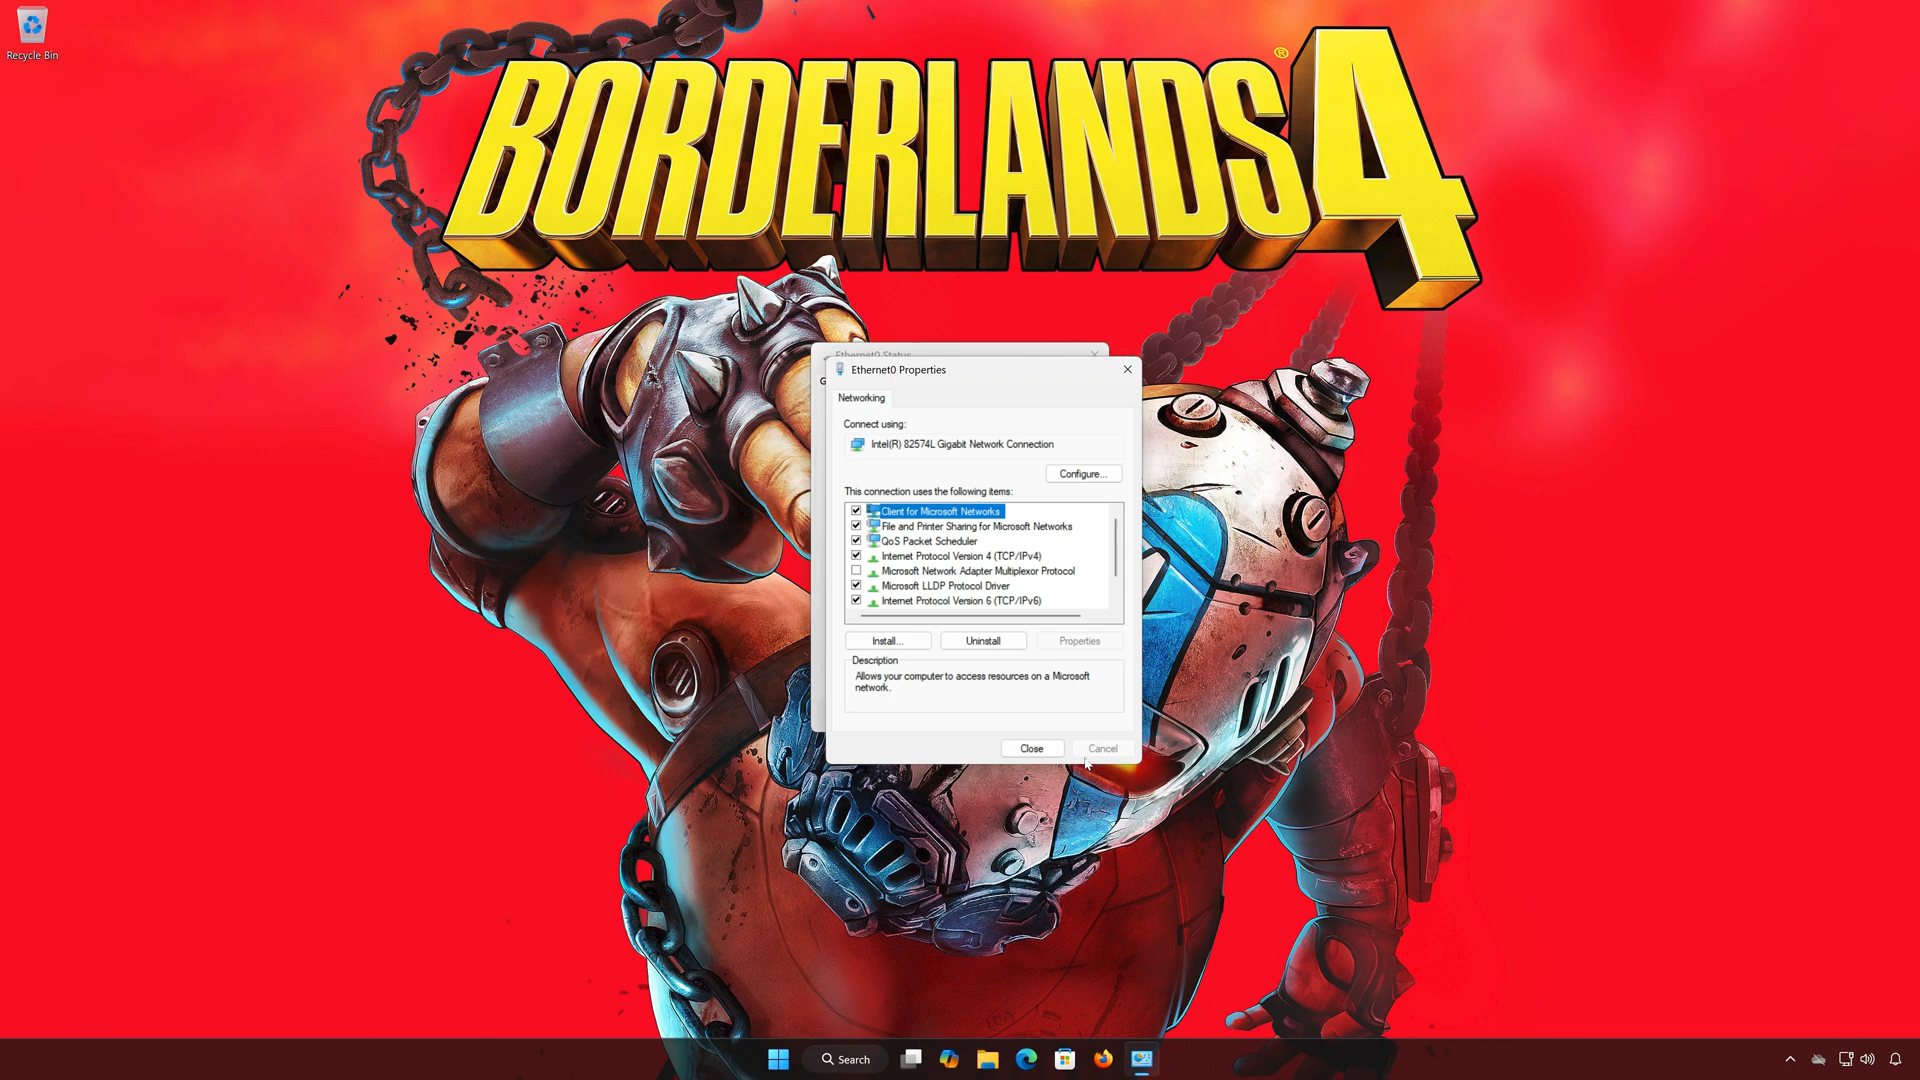 Recycle Bin
BORDERLANDS 4
®
Ethernet0 Status
Ethernet0 Properties
Networking
Connect using:
Intel(R) 82574L Gigabit Network Connection
Configure...
This connection uses the following items:
Client for Microsoft Networks
File and Printer Sharing for Microsoft Networks
QoS Packet Scheduler
Internet Protocol Version 4 (TCP/IPv4)
Microsoft Network Adapter Multiplexor Protocol
Microsoft LLDP Protocol Driver
Internet Protocol Version 6 (TCP/IPv6)
Install... Uninstall Properties
Description
Allows your computer to access resources on a Microsoft
network.
Close Cancel
Search